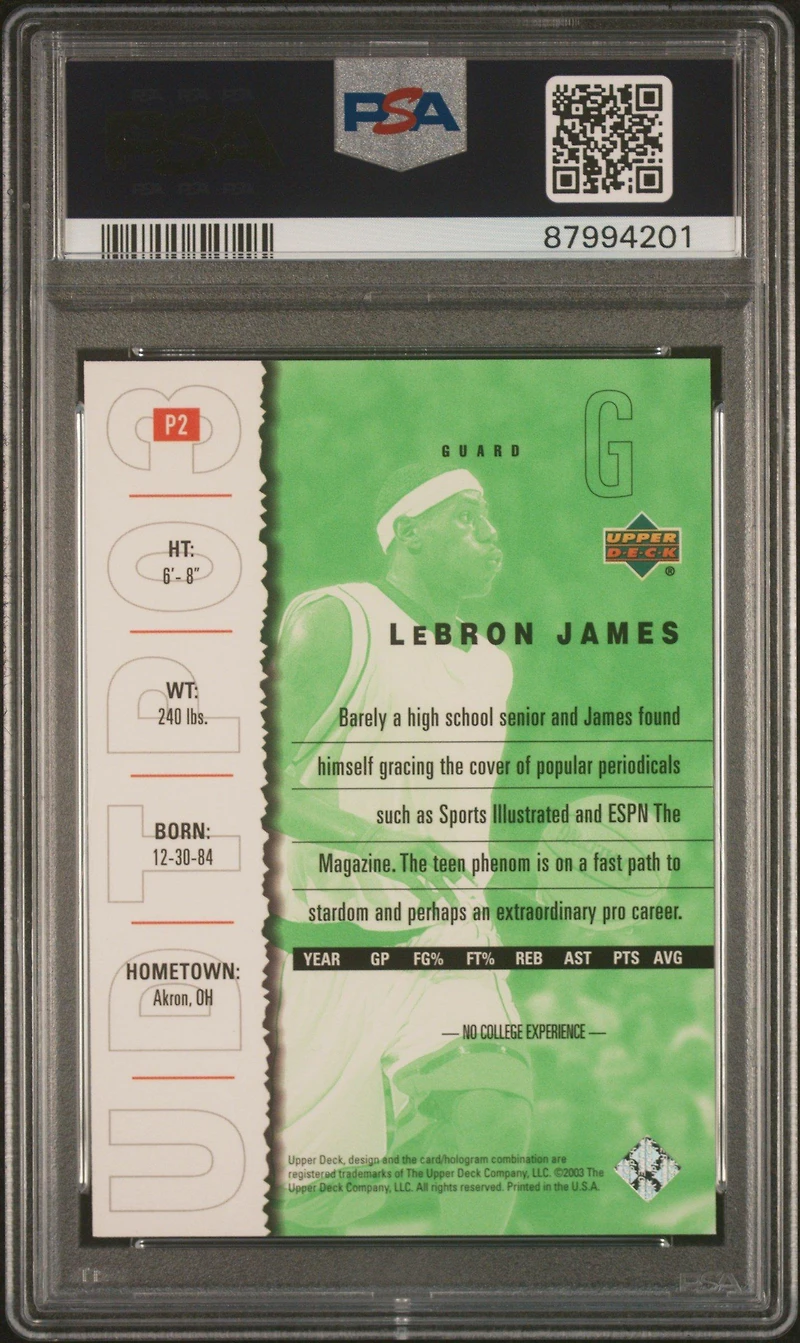 PSA
87994201
P2
HT:
6'- 8"
WT:
240 lbs.
BORN:
12-30-84
HOMETOWN:
Akron, OH
UD TOP 03
GUARD
G
UPPER
D·E·C·K
®
LEBRON JAMES
Barely a high school senior and James found
himself gracing the cover of popular periodicals
such as Sports Illustrated and ESPN The
Magazine. The teen phenom is on a fast path to
stardom and perhaps an extraordinary pro career.
YEAR GP FG% FT% REB AST PTS AVG
— NO COLLEGE EXPERIENCE —
Upper Deck, design and the card/hologram combination are
registered trademarks of The Upper Deck Company, LLC. ©2003 The
Upper Deck Company, LLC. All rights reserved. Printed in the U.S.A.
PSA